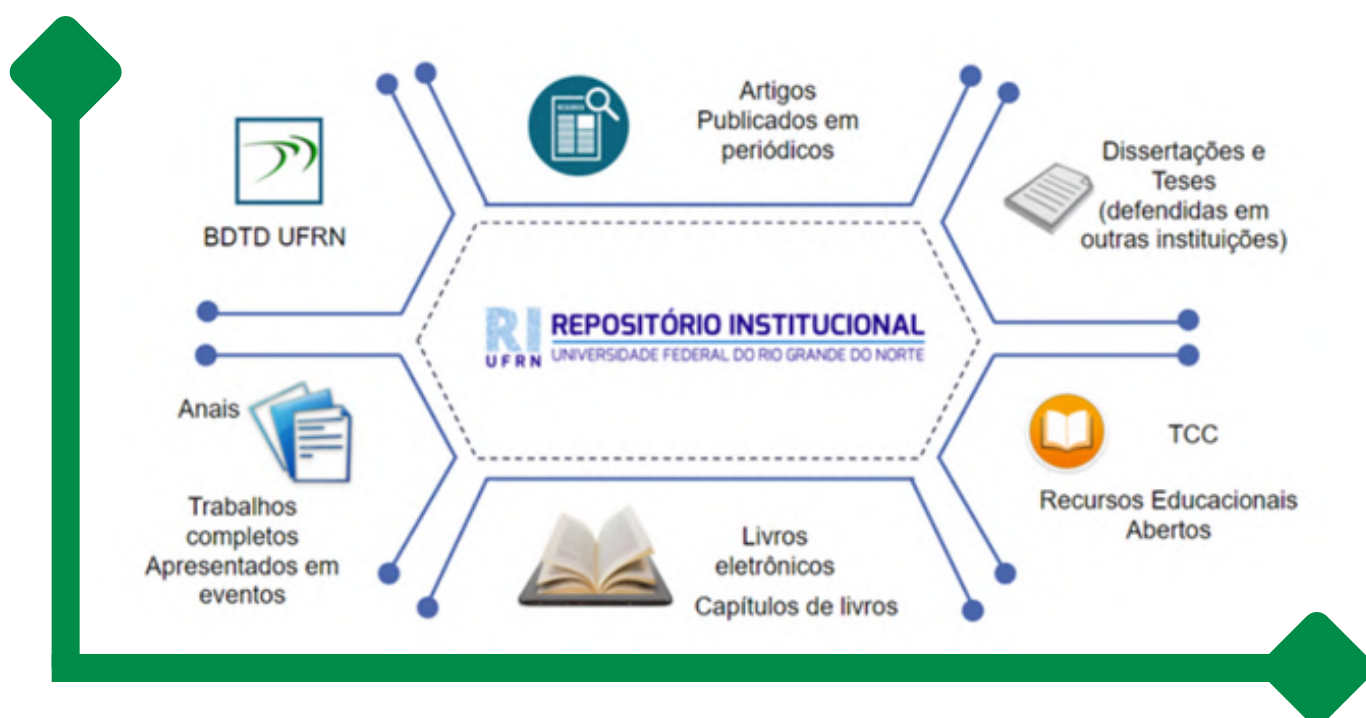 BDTD UFRN
Artigos
Publicados em
periódicos
Dissertações e
Teses
(defendidas em
outras instituições)
RI
UFRN
REPOSITÓRIO INSTITUCIONAL
UNIVERSIDADE FEDERAL DO RIO GRANDE DO NORTE
Anais
Trabalhos
completos
Apresentados em
eventos
Livros
eletrônicos
Capítulos de livros
TCC
Recursos Educacionais
Abertos